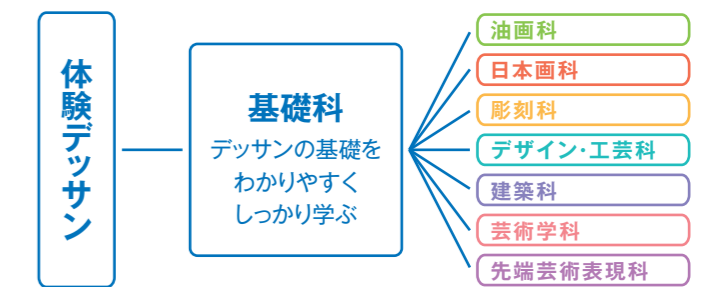 体験デッサン
基礎科
デッサンの基礎を
わかりやすく
しっかり学ぶ
油画科
日本画科
彫刻科
デザイン・工芸科
建築科
芸術学科
先端芸術表現科